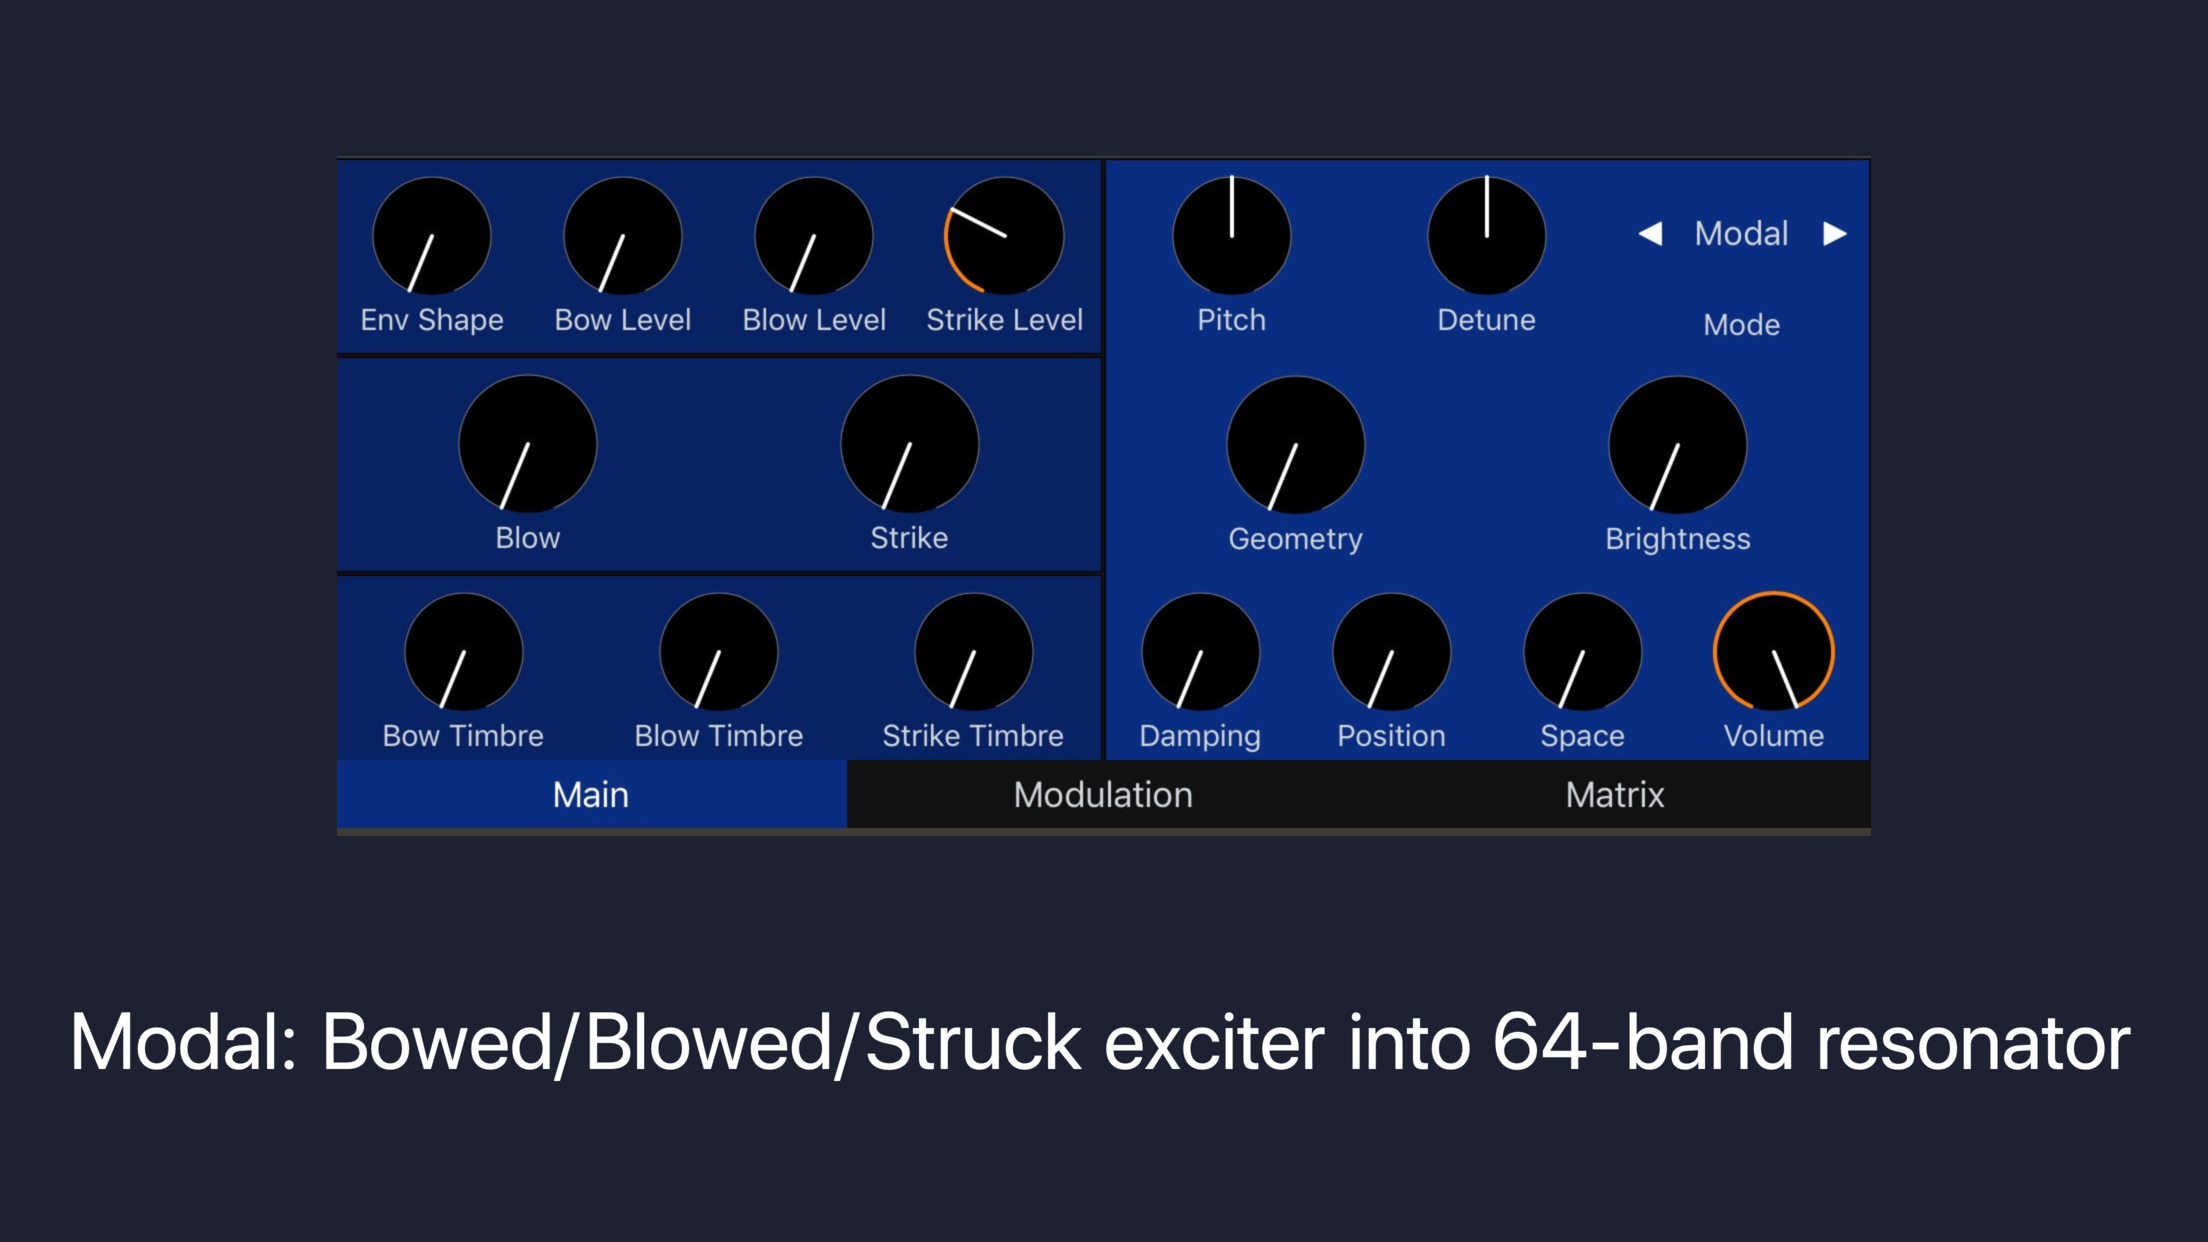 Env Shape Bow Level Blow Level Strike Level
Pitch Detune Modal
Mode
Blow Strike
Geometry Brightness
Bow Timbre Blow Timbre Strike Timbre
Damping Position Space Volume
Main Modulation Matrix
Modal: Bowed/Blowed/Struck exciter into 64-band resonator